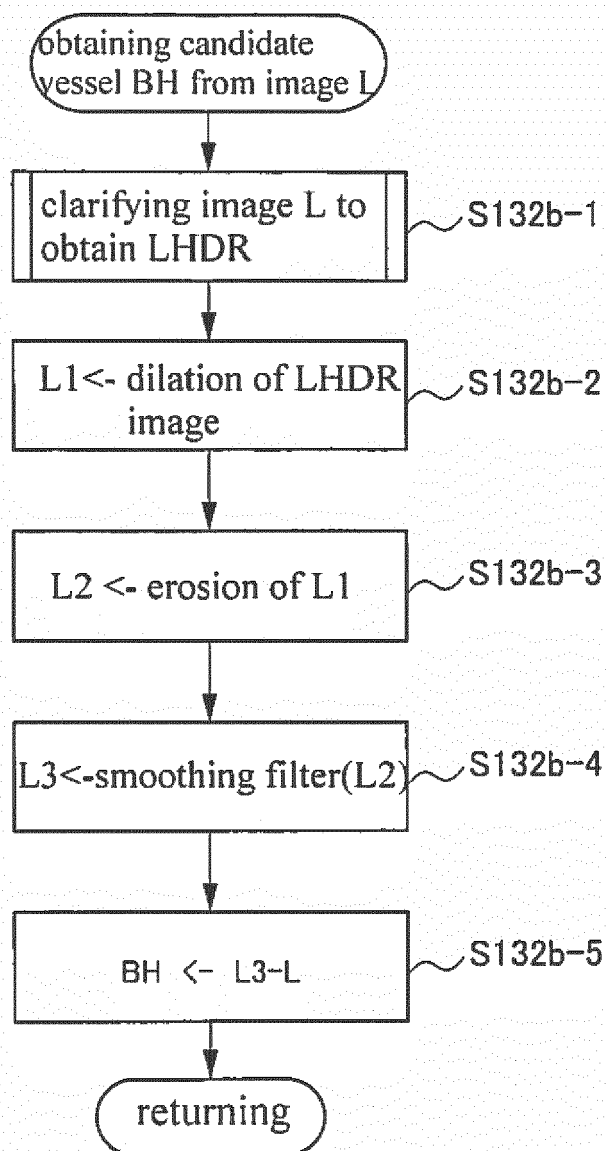 obtaining candidate
vessel BH from image L
clarifying image L to
obtain LHDR
S132b-1
L1<- dilation of LHDR
image
S132b-2
L2 <- erosion of L1
S132b-3
L3<-smoothing filter(L2)
S132b-4
BH <- L3-L
S132b-5
returning